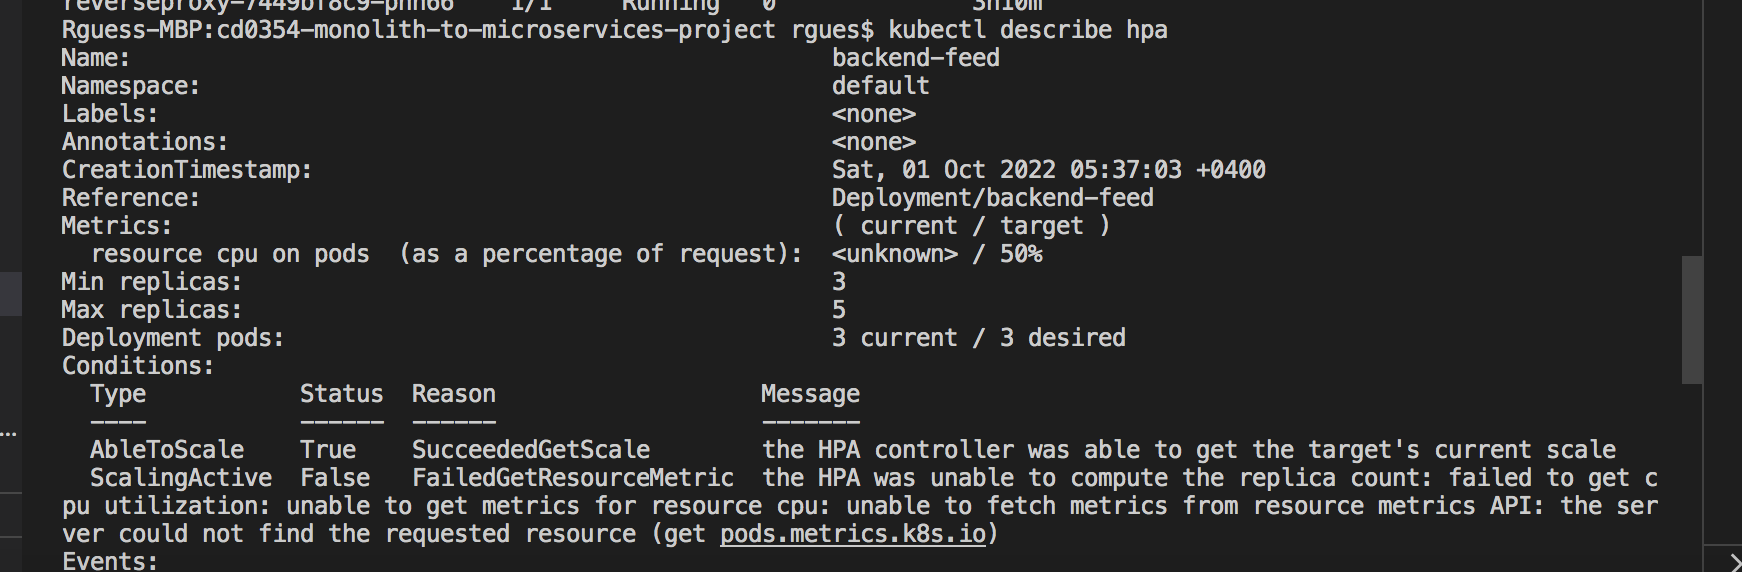 reverseproxy-7449bf8c9-phh66    1/1     Running   0              3h10m
Rguess-MBP:cd0354-monolith-to-microservices-project rgues$ kubectl describe hpa
Name:                                                  backend-feed
Namespace:                                             default
Labels:                                                <none>
Annotations:                                           <none>
CreationTimestamp:                                     Sat, 01 Oct 2022 05:37:03 +0400
Reference:                                             Deployment/backend-feed
Metrics:                                               ( current / target )
  resource cpu on pods  (as a percentage of request):  <unknown> / 50%
Min replicas:                                          3
Max replicas:                                          5
Deployment pods:                                       3 current / 3 desired
Conditions:
  Type           Status  Reason                   Message
  ----           ------  ------                   -------
  AbleToScale    True    SucceededGetScale        the HPA controller was able to get the target's current scale
  ScalingActive  False   FailedGetResourceMetric  the HPA was unable to compute the replica count: failed to get c
pu utilization: unable to get metrics for resource cpu: unable to fetch metrics from resource metrics API: the ser
ver could not find the requested resource (get pods.metrics.k8s.io)
Events: